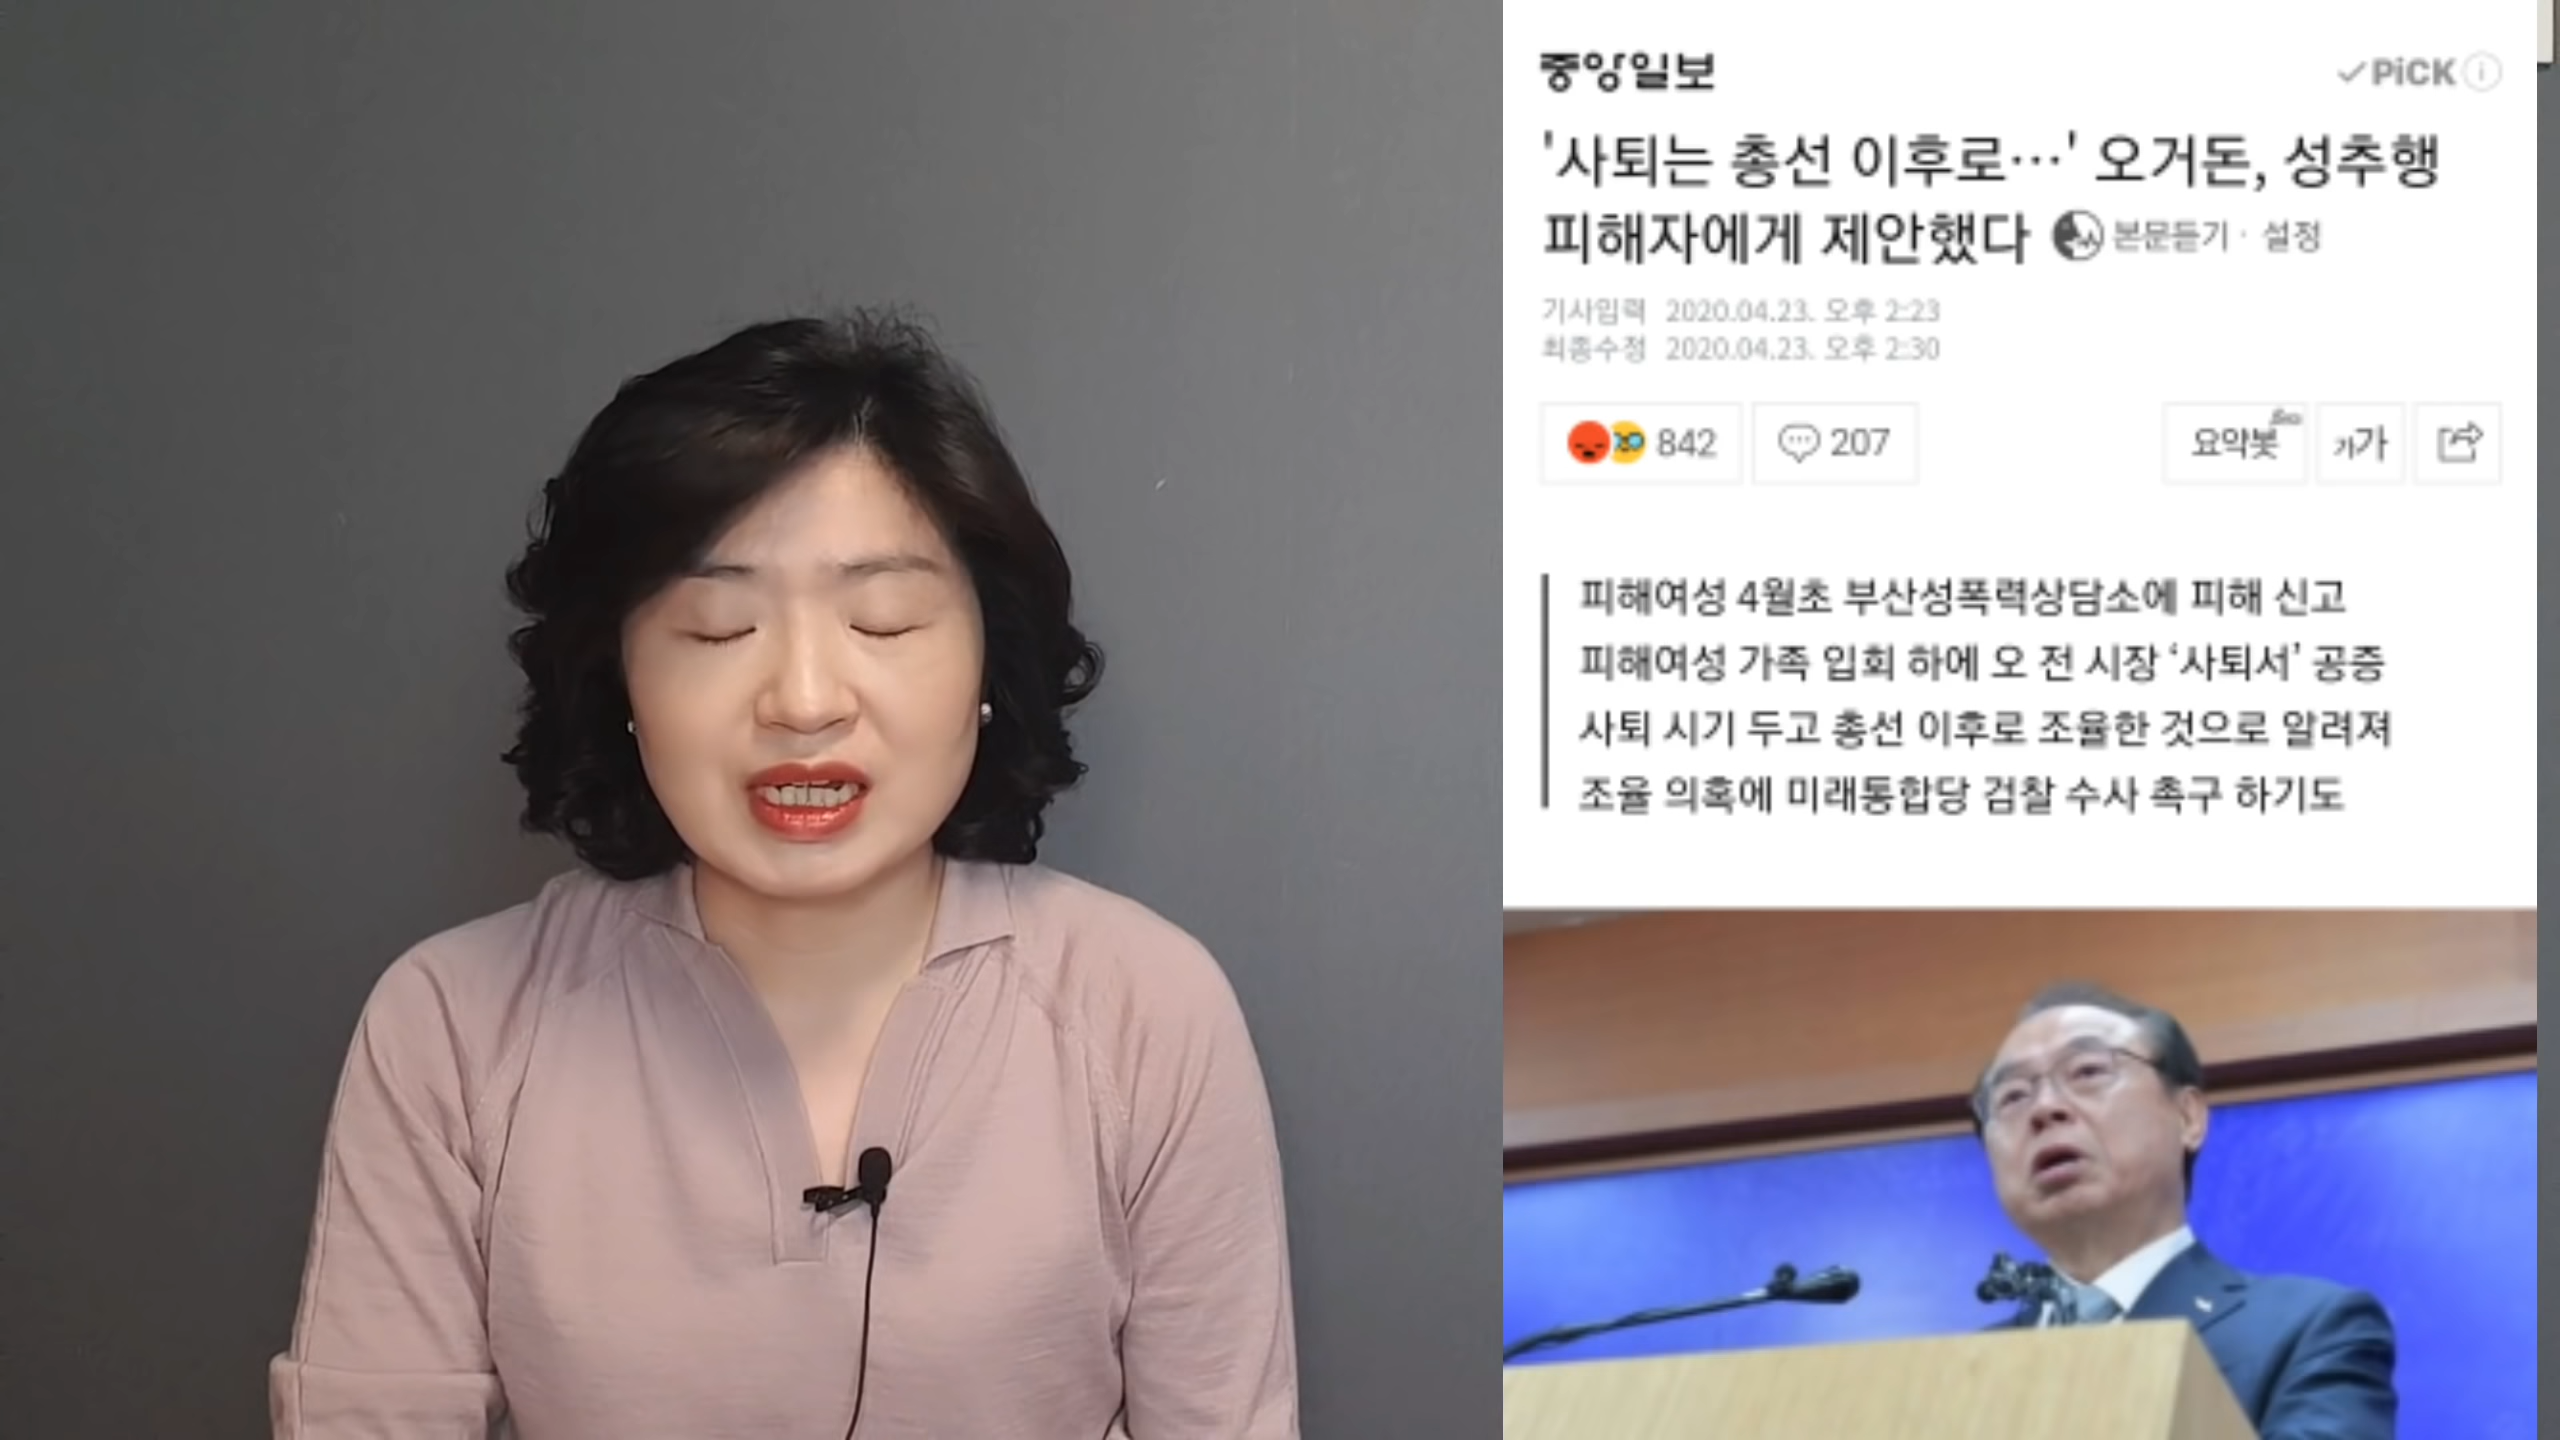 중앙일보
✓PiCK
'사퇴는 총선 이후로…' 오거돈, 성추행
피해자에게 제안했다 본문듣기 · 설정
기사입력 2020.04.23. 오후 2:23
최종수정 2020.04.23. 오후 2:30
842 207 요약봇 가가
피해여성 4월초 부산성폭력상담소에 피해 신고
피해여성 가족 입회 하에 오 전 시장 ‘사퇴서’ 공증
사퇴 시기 두고 총선 이후로 조율한 것으로 알려져
조율 의혹에 미래통합당 검찰 수사 촉구 하기도